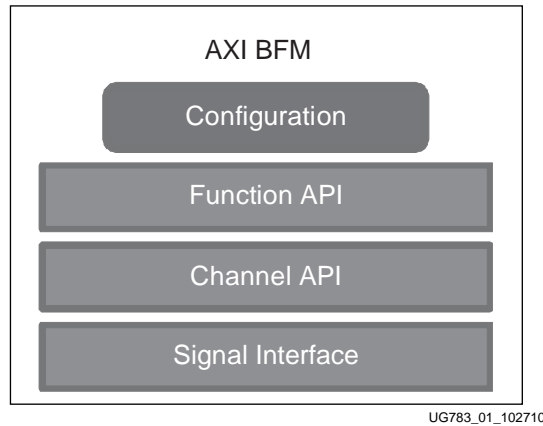 AXI BFM
Configuration
Function API
Channel API
Signal Interface
UG783_01_102710